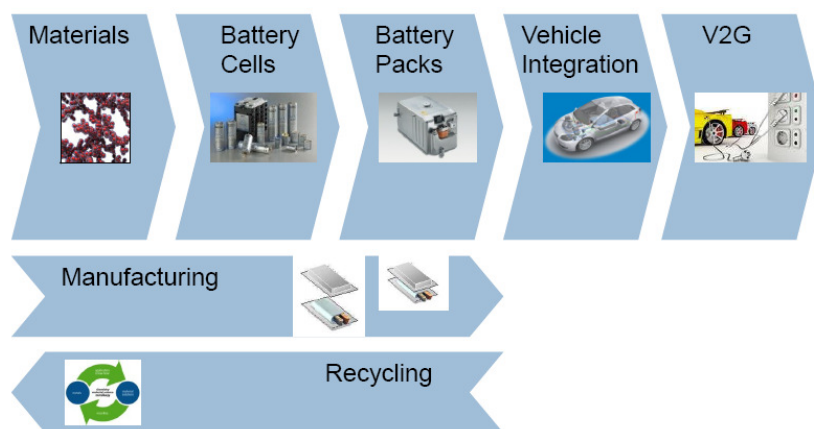 Materials
Battery
Cells
Battery
Packs
Vehicle
Integration
V2G
Manufacturing
Recycling